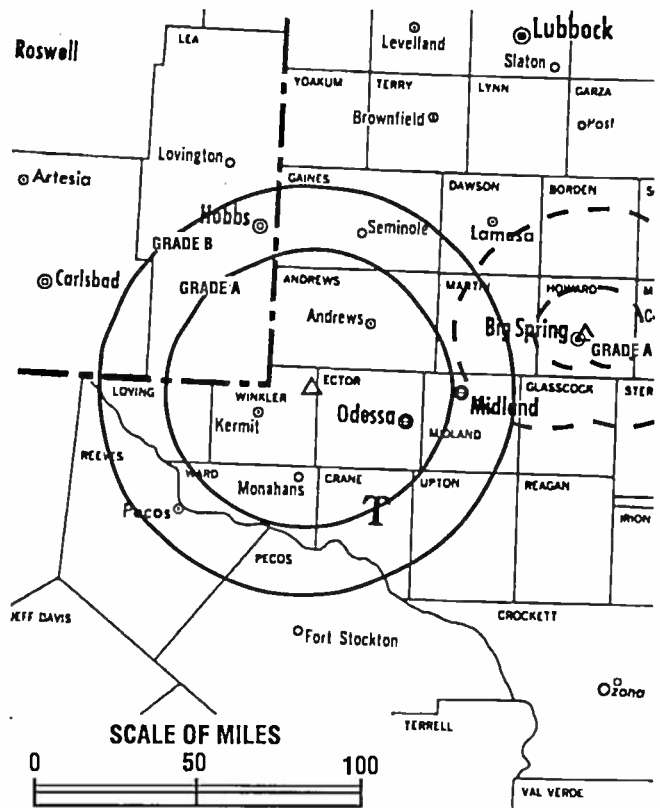 Levelland
Lubbock
LEA
Roswell
Slaton
YOAKUM
TERRY
LYNN
GARZA
Brownfield
Post
Lovington
Artesia
GAINES
DAWSON
BORDEN
S
Hobbs
Seminole
Lamesa
GRADE B
GRADE A
ANDREWS
MARTIN
HOWARD
M
Carlsbad
Andrews
Big Spring
C
GRADE A
ECTOR
LOVING
WINKLER
GLASSCOCK
STER
Midland
Kermit
Odessa
MIDLAND
REEVES
WARD
Monahans
CRANE
UPTON
REAGAN
T
Pecos
IRION
PECOS
JEFF DAVIS
CROCKETT
Fort Stockton
Ozona
TERRELL
SCALE OF MILES
0 50 100
VAL VERDE